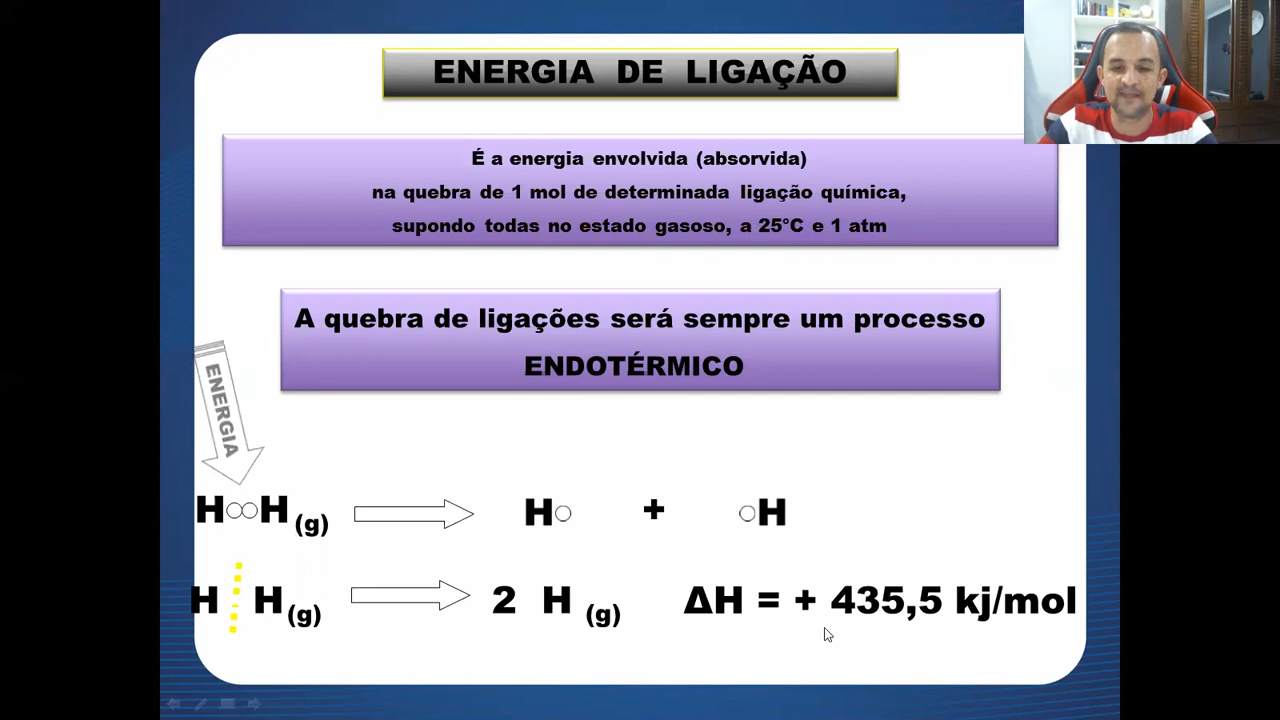 ENERGIA DE LIGAÇÃO
É a energia envolvida (absorvida)
na quebra de 1 mol de determinada ligação química,
supondo todas no estado gasoso, a 25°C e 1 atm
A quebra de ligações será sempre um processo
ENDOTÉRMICO
ENERGIA
H H (g) H + H
H H (g) 2 H (g) ΔH = + 435,5 kj/mol